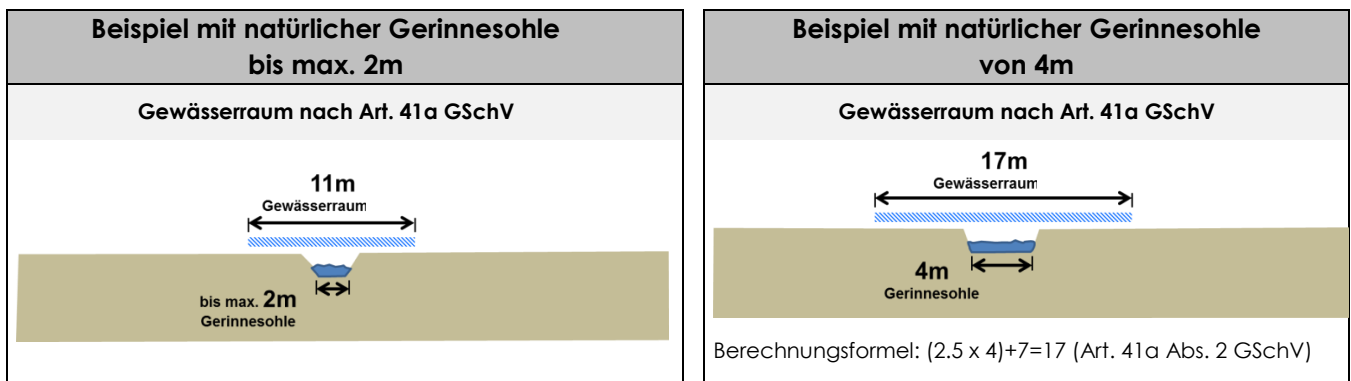 Beispiel mit natürlicher Gerinnesohle
bis max. 2m
Gewässerraum nach Art. 41a GSchV
11m
Gewässerraum
bis max. 2m
Gerinnesohle
Beispiel mit natürlicher Gerinnesohle
von 4m
Gewässerraum nach Art. 41a GSchV
17m
Gewässerraum
4m
Gerinnesohle
Berechnungsformel: (2.5 x 4)+7=17 (Art. 41a Abs. 2 GSchV)